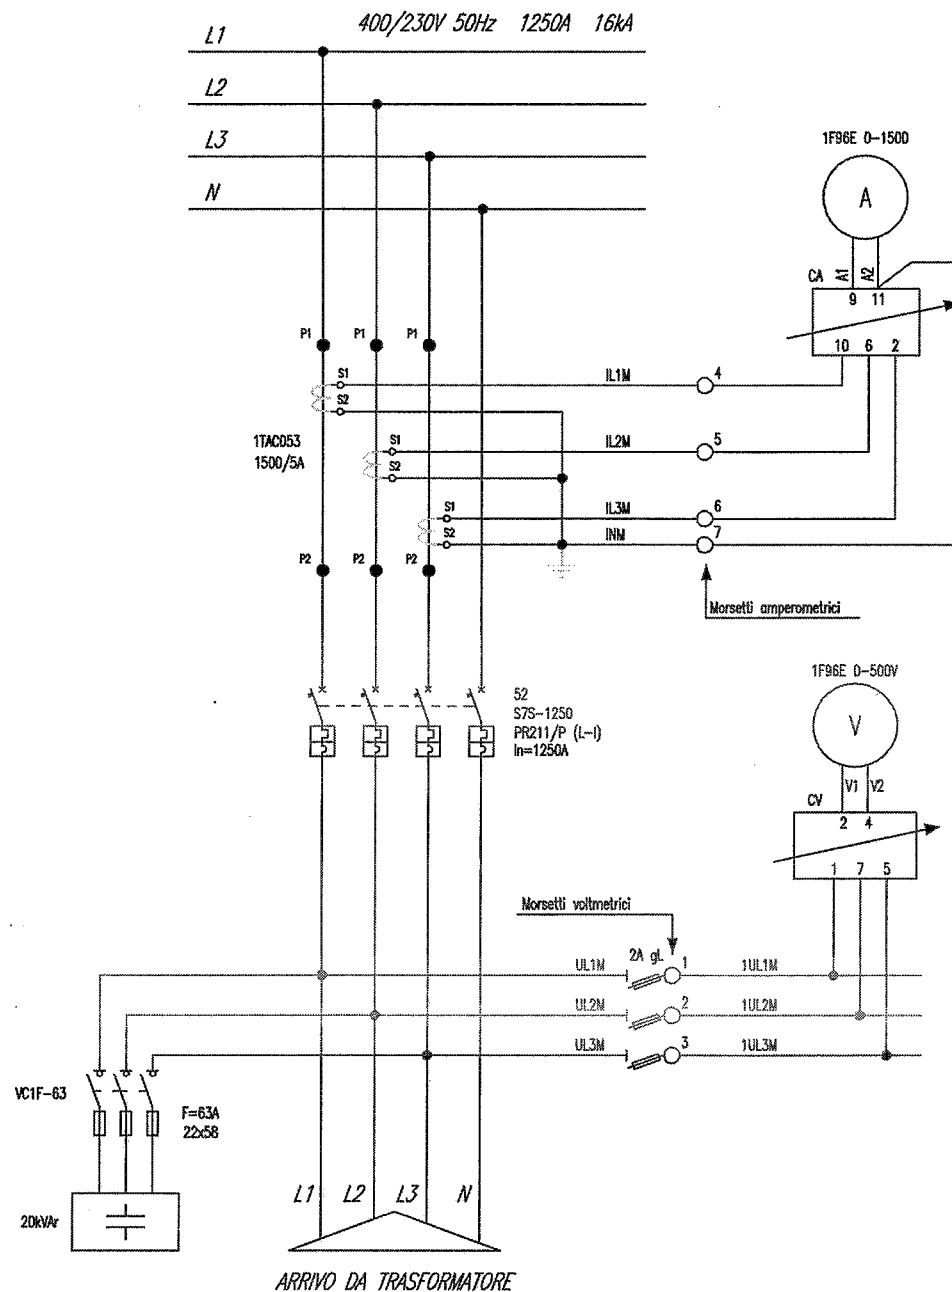 400/230V 50Hz 1250A 16kA
L1
L2
L3
N
1F96E 0-1500
A
CA
A1
A2
9 11
10 6 2
P1
P1
P1
S1
S2
IL1M
4
1TAC053
1500/5A
S1
S2
IL2M
5
S1
S2
IL3M
6
INM
7
P2
P2
P2
Morsetti amperometrici
52
S7S-1250
PR211/P (L-I)
In=1250A
1F96E 0-500V
V
V1
V2
CV
2 4
1 7 5
Morsetti voltmetrici
2A gL
UL1M
1
1UL1M
UL2M
2
1UL2M
UL3M
3
1UL3M
VC1F-63
F=63A
22x58
20kVAr
L1 L2 L3 N
ARRIVO DA TRASFORMATORE